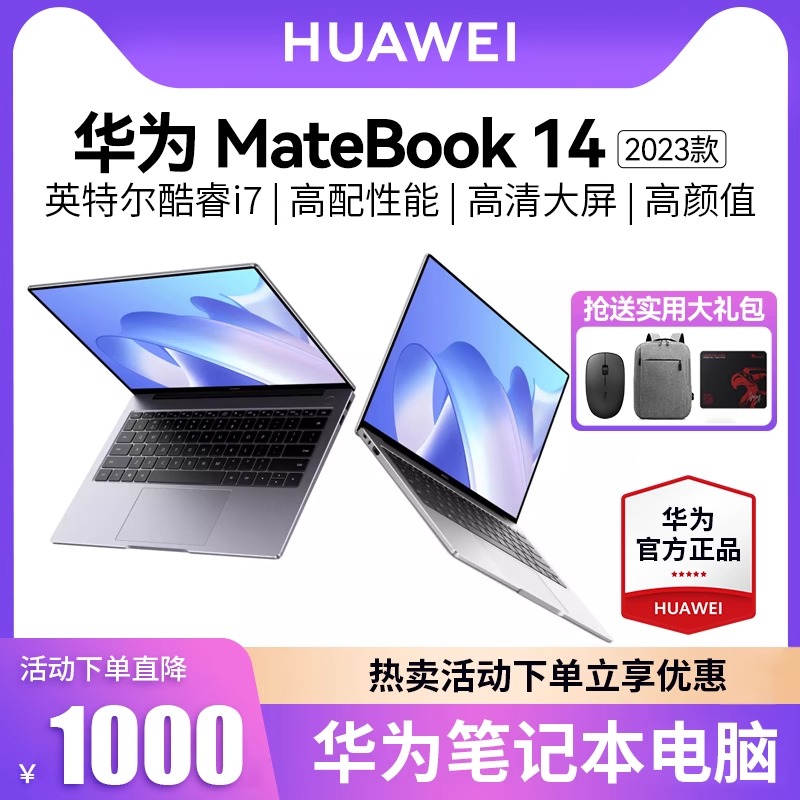 HUAWEI
华为 MateBook 14 2023款
英特尔酷睿i7 | 高配性能 | 高清大屏 | 高颜值
抢送实用大礼包
华为
官方正品
★★★★★
HUAWEI
活动下单直降
¥ 1000
热卖活动下单立享优惠
华为笔记本电脑